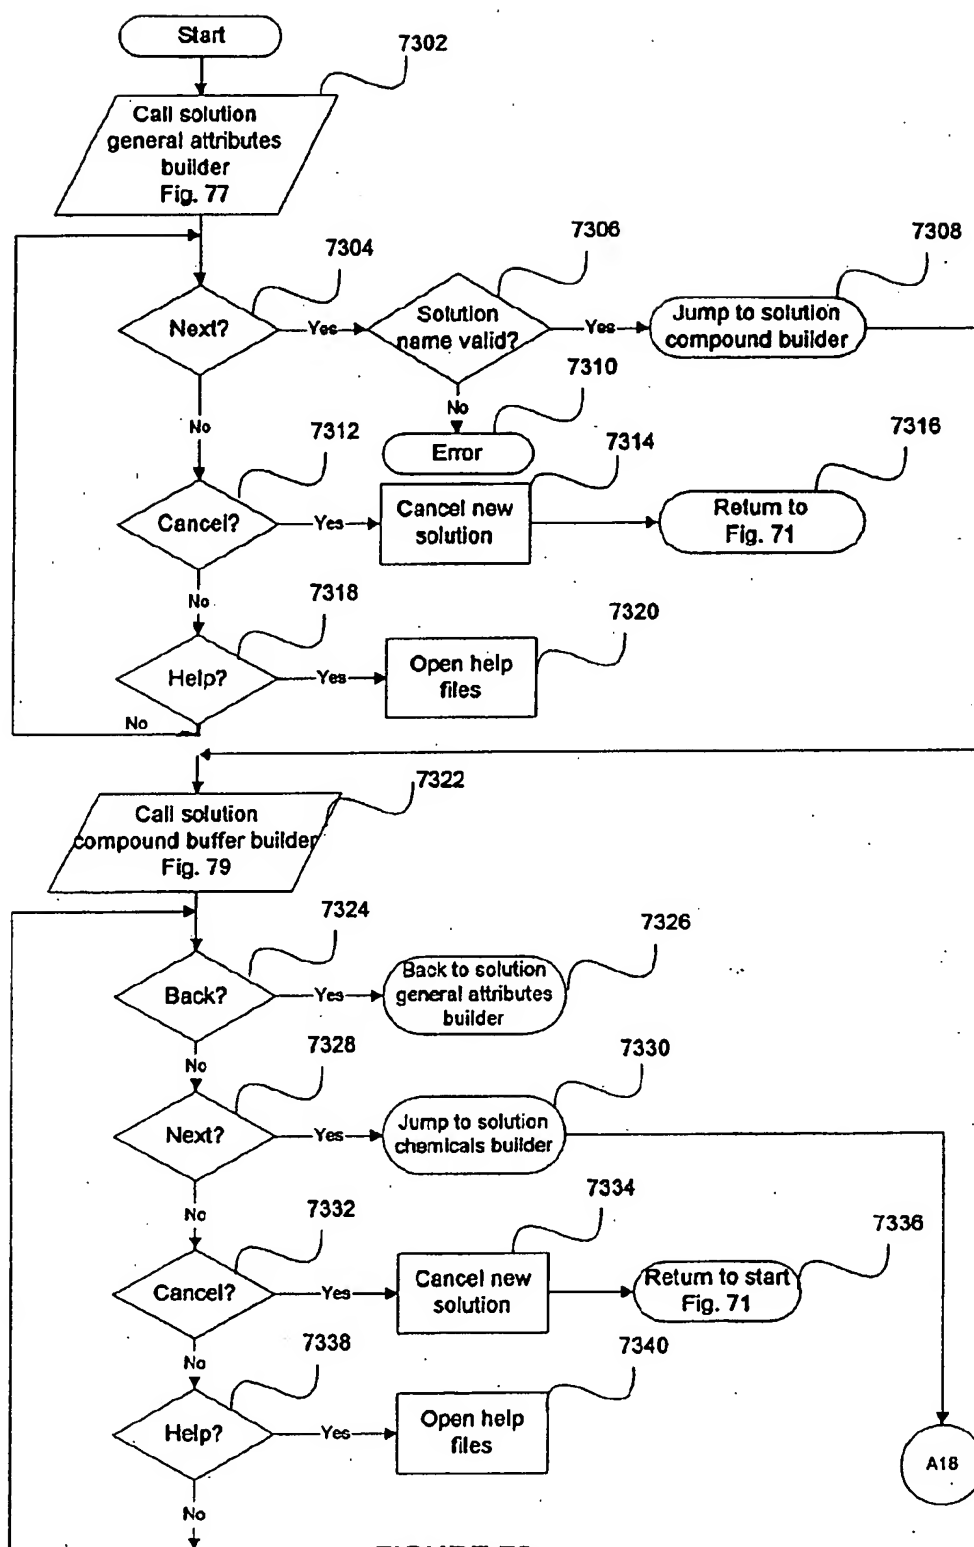 Start
7302
Call solution
general attributes
builder
Fig. 77
7304
7306
7308
Next?
Yes
Solution
name valid?
Yes
Jump to solution
compound builder
No
7310
Error
No
7312
7314
7316
Cancel?
Yes
Cancel new
solution
Return to
Fig. 71
No
7318
7320
Help?
Yes
Open help
files
No
7322
Call solution
compound buffer builder
Fig. 79
7324
7326
Back?
Yes
Back to solution
general attributes
builder
No
7328
7330
Next?
Yes
Jump to solution
chemicals builder
No
7332
7334
7336
Cancel?
Yes
Cancel new
solution
Return to start
Fig. 71
No
7338
7340
Help?
Yes
Open help
files
A18
No